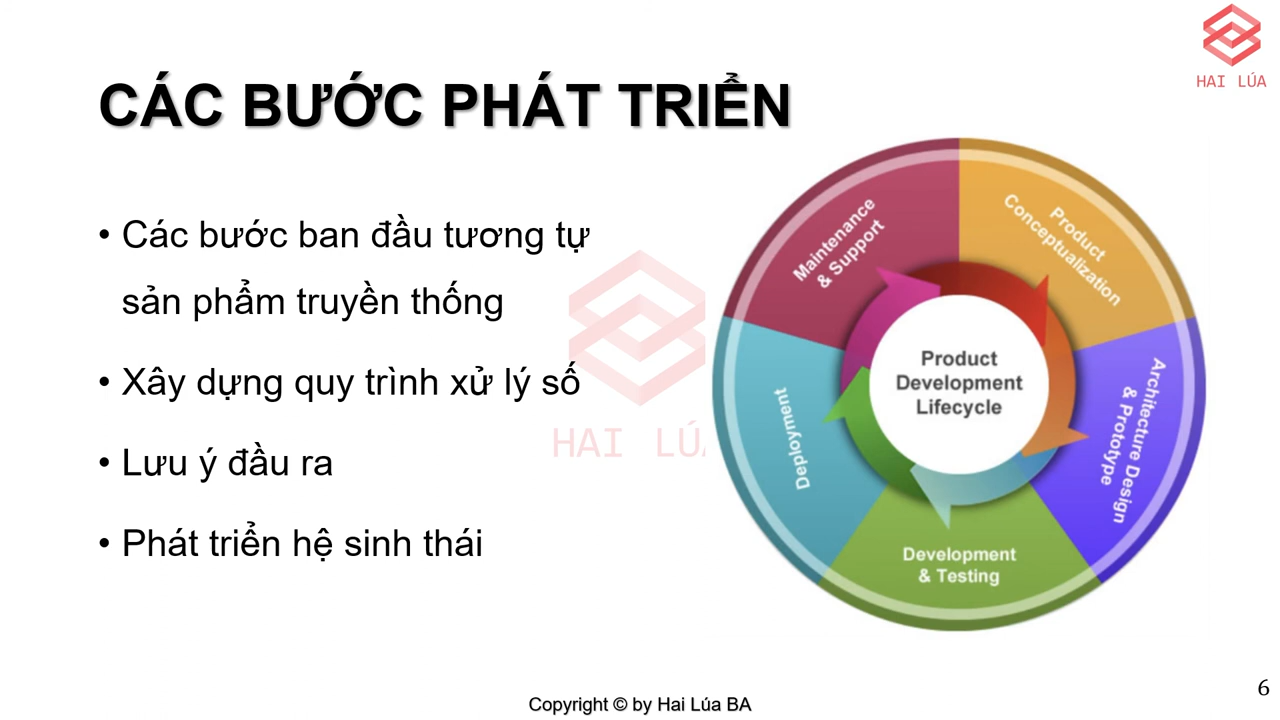 HAI LÚA
CÁC BƯỚC PHÁT TRIỂN
• Các bước ban đầu tương tự
sản phẩm truyền thống
• Xây dựng quy trình xử lý số
• Lưu ý đầu ra
• Phát triển hệ sinh thái
HAI LÚA
Maintenance
& Support
Product
Conceptualization
Architecture Design
& Prototype
Development
& Testing
Deployment
Product
Development
Lifecycle
Copyright © by Hai Lúa BA
6